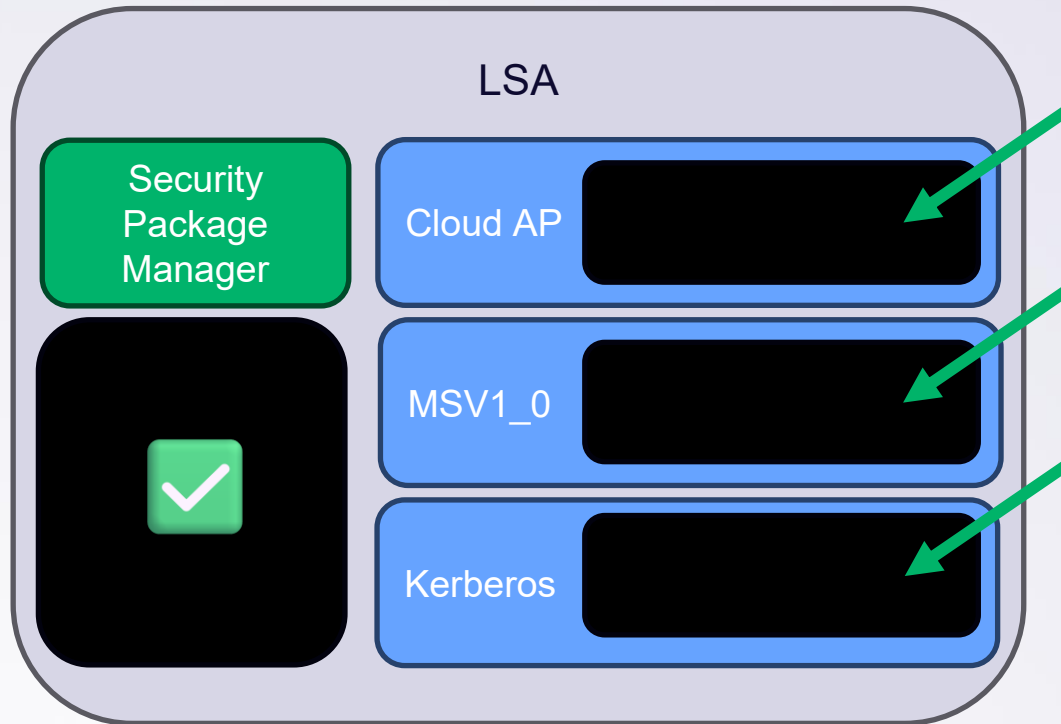 LSA
Security
Package
Manager
Cloud AP
MSV1_0
Kerberos